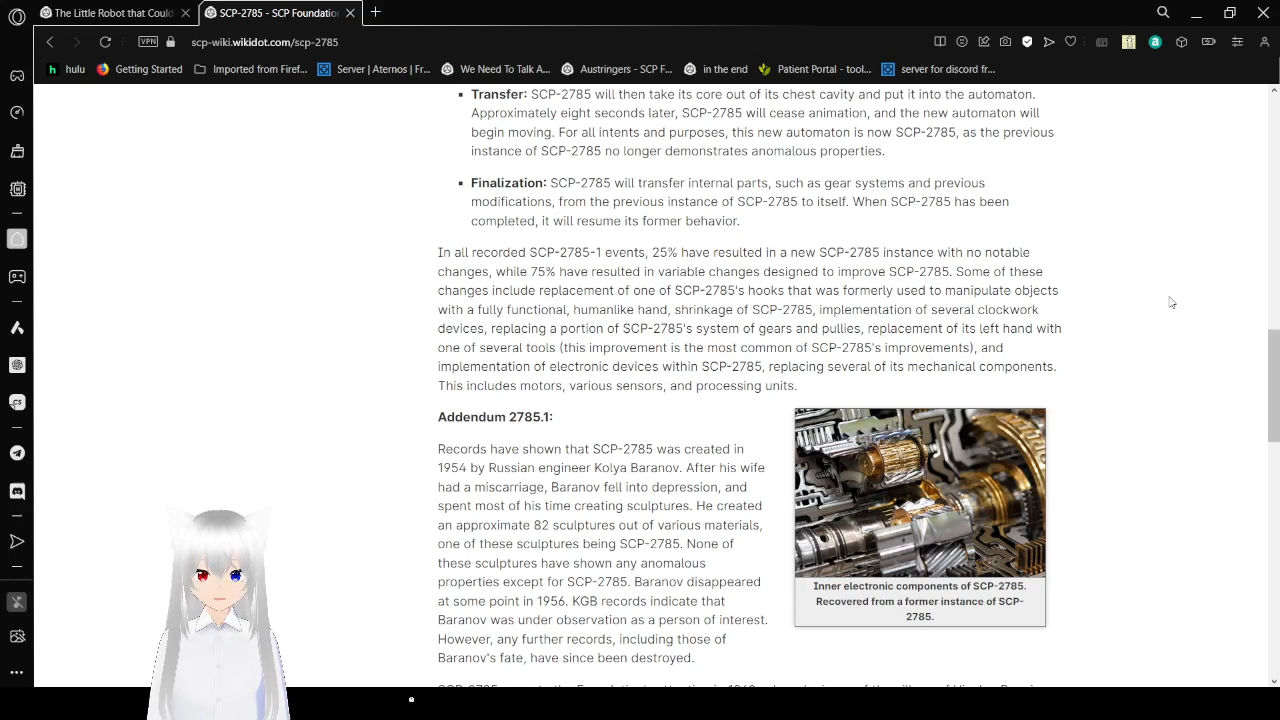 The Little Robot that Could
SCP-2785 - SCP Foundation
VPN
scp-wiki.wikidot.com/scp-2785
hulu
Getting Started
Imported from Firef...
Server | Aternos | Fr...
We Need To Talk A...
Austringers - SCP F...
in the end
Patient Portal - tool...
server for discord fr...
Transfer: SCP-2785 will then take its core out of its chest cavity and put it into the automaton.
Approximately eight seconds later, SCP-2785 will cease animation, and the new automaton will
begin moving. For all intents and purposes, this new automaton is now SCP-2785, as the previous
instance of SCP-2785 no longer demonstrates anomalous properties.
Finalization: SCP-2785 will transfer internal parts, such as gear systems and previous
modifications, from the previous instance of SCP-2785 to itself. When SCP-2785 has been
completed, it will resume its former behavior.
In all recorded SCP-2785-1 events, 25% have resulted in a new SCP-2785 instance with no notable
changes, while 75% have resulted in variable changes designed to improve SCP-2785. Some of these
changes include replacement of one of SCP-2785's hooks that was formerly used to manipulate objects
with a fully functional, humanlike hand, shrinkage of SCP-2785, implementation of several clockwork
devices, replacing a portion of SCP-2785's system of gears and pullies, replacement of its left hand with
one of several tools (this improvement is the most common of SCP-2785's improvements), and
implementation of electronic devices within SCP-2785, replacing several of its mechanical components.
This includes motors, various sensors, and processing units.
Addendum 2785.1:
Records have shown that SCP-2785 was created in
1954 by Russian engineer Kolya Baranov. After his wife
had a miscarriage, Baranov fell into depression, and
spent most of his time creating sculptures. He created
an approximate 82 sculptures out of various materials,
one of these sculptures being SCP-2785. None of
these sculptures have shown any anomalous
properties except for SCP-2785. Baranov disappeared
at some point in 1956. KGB records indicate that
Baranov was under observation as a person of interest.
However, any further records, including those of
Baranov's fate, have since been destroyed.
Inner electronic components of SCP-2785.
Recovered from a former instance of SCP-
2785.